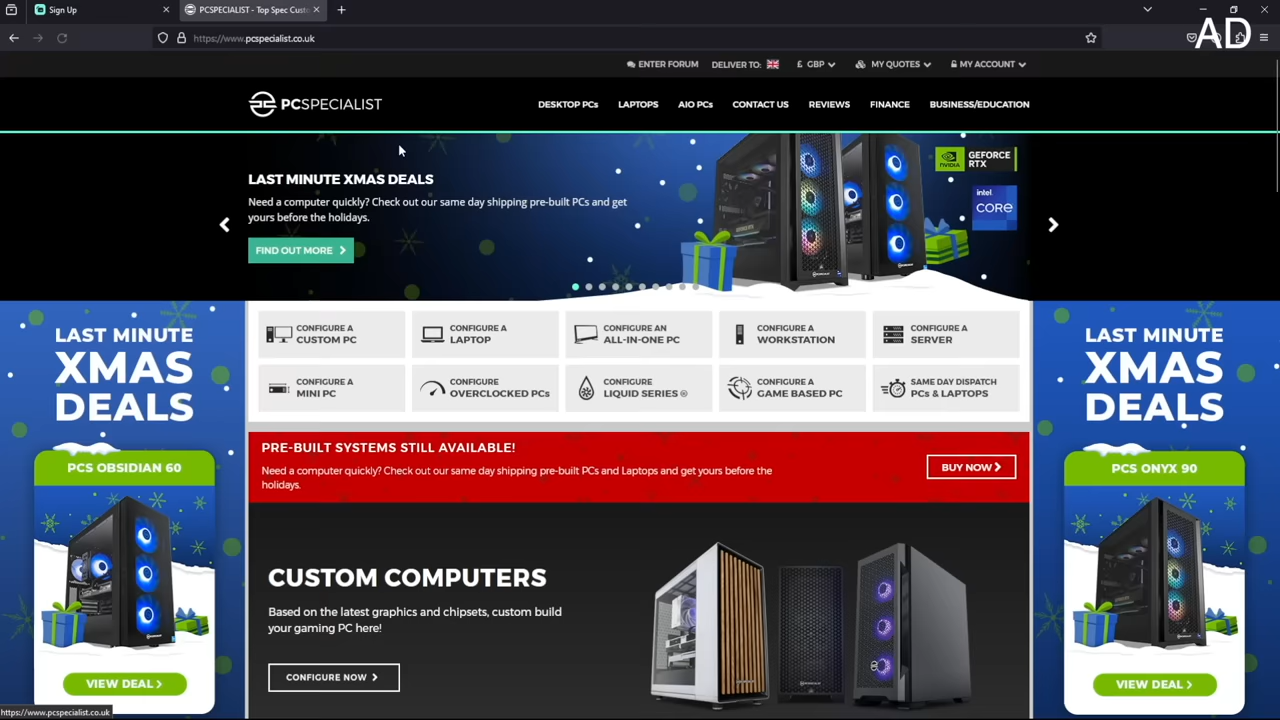 Sign Up
PCSPECIALIST - Top Spec Cust
AD
https://www.pcspecialist.co.uk
ENTER FORUM
DELIVER TO:
£ GBP
MY QUOTES
MY ACCOUNT
PCSPECIALIST
DESKTOP PCs
LAPTOPS
AIO PCs
CONTACT US
REVIEWS
FINANCE
BUSINESS/EDUCATION
LAST MINUTE XMAS DEALS
Need a computer quickly? Check out our same day shipping pre-built PCs and get
yours before the holidays.
FIND OUT MORE
NVIDIA
GEFORCE
RTX
intel
CORE
LAST MINUTE
XMAS
DEALS
PCS OBSIDIAN 60
VIEW DEAL
CONFIGURE A
CUSTOM PC
CONFIGURE A
LAPTOP
CONFIGURE AN
ALL-IN-ONE PC
CONFIGURE A
WORKSTATION
CONFIGURE A
SERVER
CONFIGURE A
MINI PC
CONFIGURE
OVERCLOCKED PCs
CONFIGURE
LIQUID SERIES ®
CONFIGURE A
GAME BASED PC
SAME DAY DISPATCH
PCs & LAPTOPS
PRE-BUILT SYSTEMS STILL AVAILABLE!
Need a computer quickly? Check out our same day shipping pre-built PCs and Laptops and get yours before the
holidays.
BUY NOW
CUSTOM COMPUTERS
Based on the latest graphics and chipsets, custom build
your gaming PC here!
CONFIGURE NOW
LAST MINUTE
XMAS
DEALS
PCS ONYX 90
VIEW DEAL
https://www.pcspecialist.co.uk